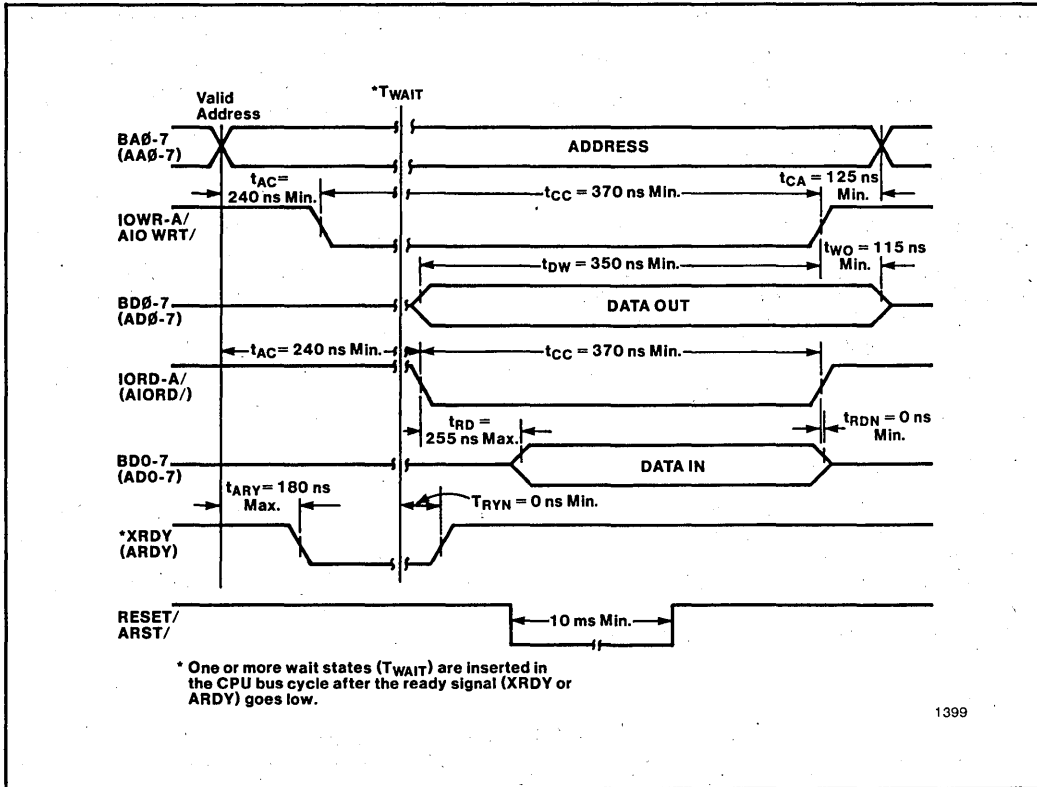 Valid
Address
*TWAIT
BAØ-7
(AAØ-7)
ADDRESS
tAC=
240 ns Min.
tCC = 370 ns Min.
tCA = 125 ns
Min.
IOWR-A/
AIO WRT/
tDW = 350 ns Min.
tWO = 115 ns
Min.
BDØ-7
(ADØ-7)
DATA OUT
tAC = 240 ns Min.
tCC = 370 ns Min.
IORD-A/
(AIORD/)
tRD =
255 ns Max.
tRDN = 0 ns
Min.
BD0-7
(AD0-7)
DATA IN
tARY = 180 ns
Max.
TRYN = 0 ns Min.
*XRDY
(ARDY)
RESET/
ARST/
10 ms Min.
* One or more wait states (TWAIT) are inserted in
the CPU bus cycle after the ready signal (XRDY or
ARDY) goes low.
1399